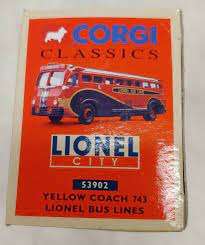 CORGI
CLASSICS
LIONEL
CITY
53902
YELLOW COACH 743
LIONEL BUS LINES